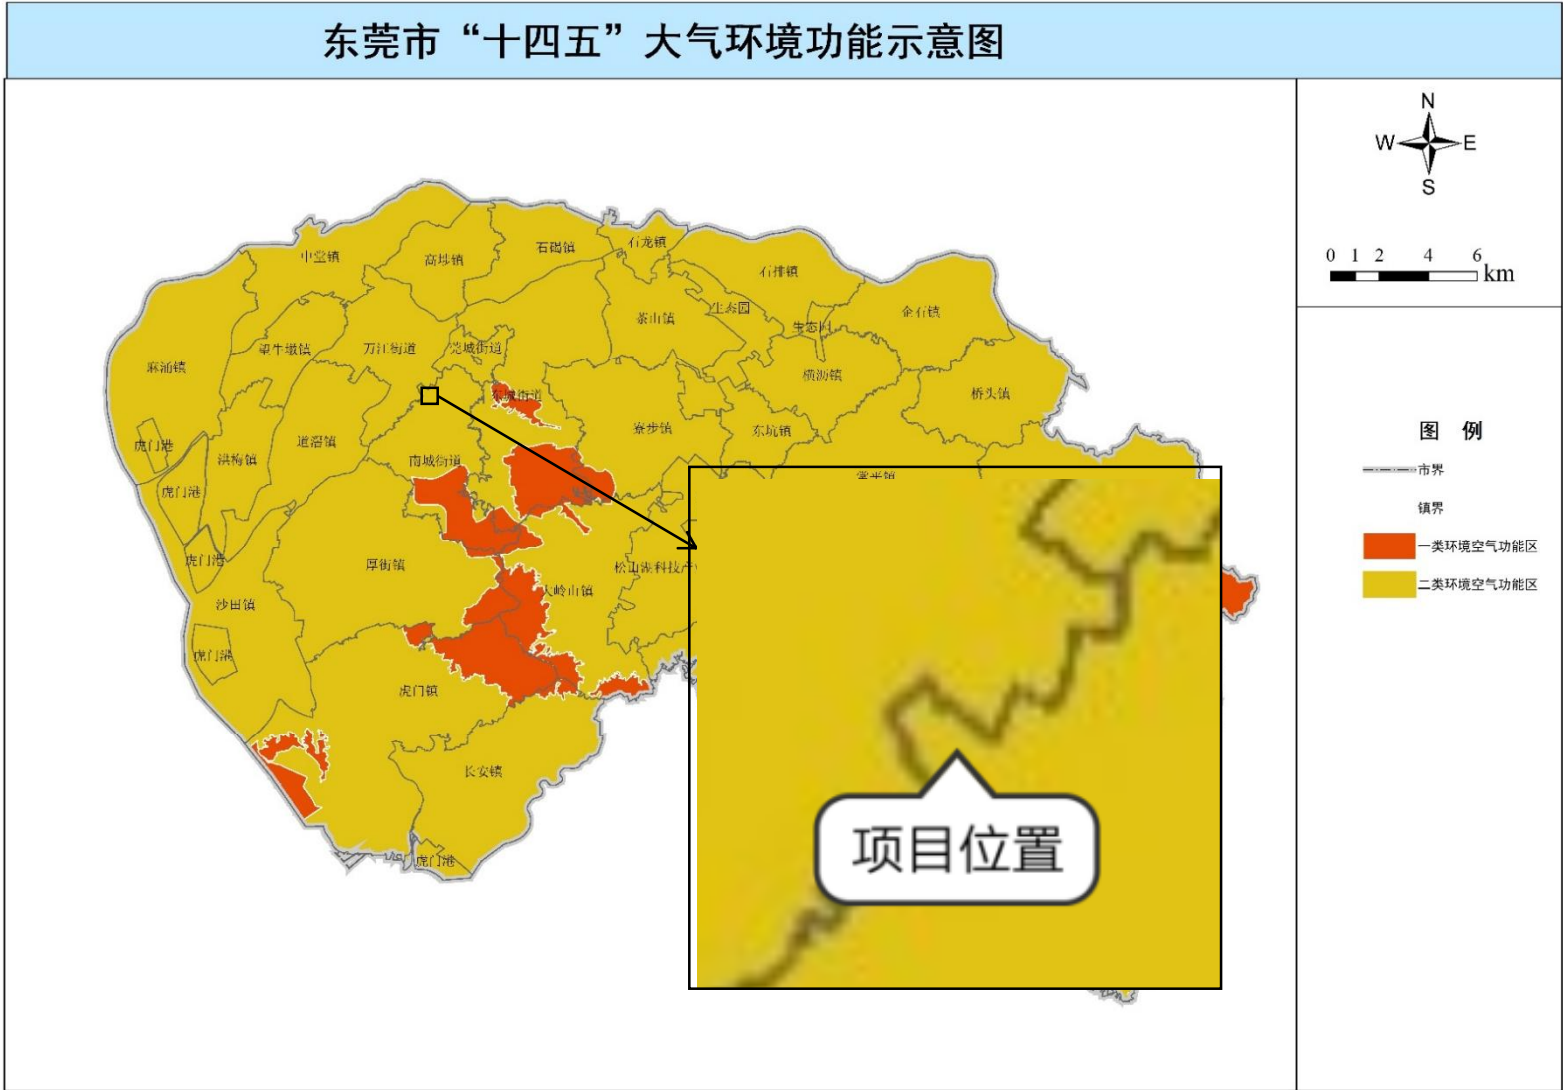 东莞市“十四五”大气环境功能示意图
N
W E
S
0 1 2 4 6 km
图 例
市界
镇界
一类环境空气功能区
二类环境空气功能区
中堂镇
高埗镇
石碣镇
石龙镇
石排镇
生态园
生态园
企石镇
茶山镇
麻涌镇
望牛墩镇
万江街道
莞城街道
横沥镇
桥头镇
东城街道
虎门港
洪梅镇
道滘镇
南城街道
寮步镇
东坑镇
常平镇
虎门港
虎门港
厚街镇
松山湖科技产
大岭山镇
沙田镇
虎门港
虎门镇
长安镇
虎门港
项目位置